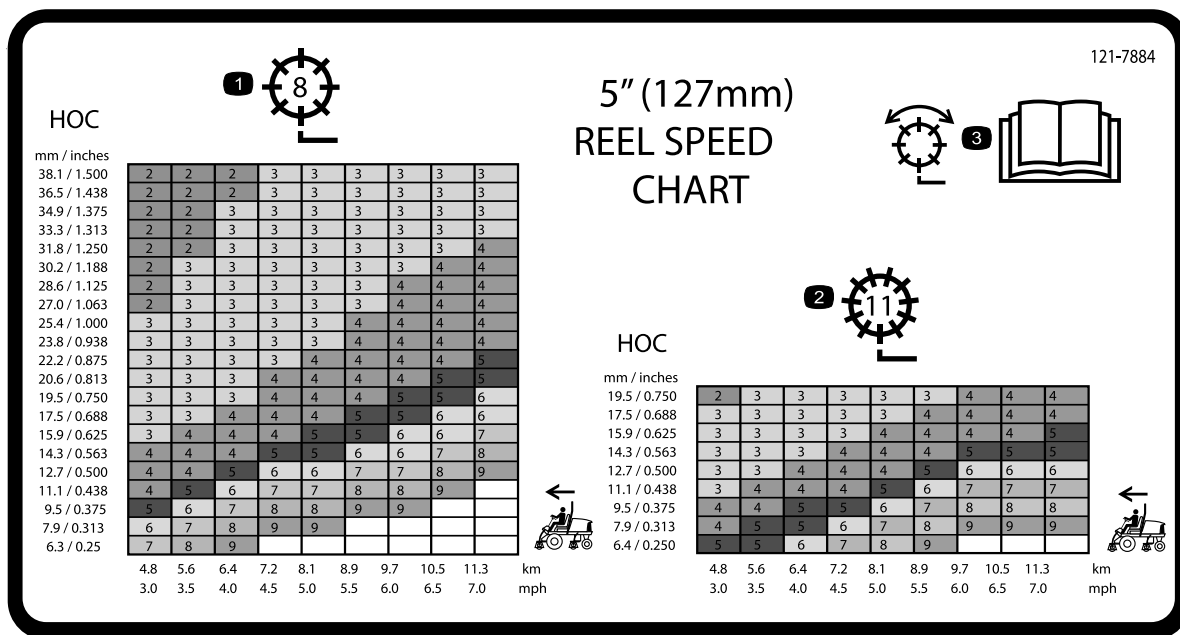 121-7884
5” (127mm)
REEL SPEED
CHART
1
8
HOC
mm / inches
38.1 / 1.500 2 2 2 3 3 3 3 3 3
36.5 / 1.438 2 2 2 3 3 3 3 3 3
34.9 / 1.375 2 2 3 3 3 3 3 3 3
33.3 / 1.313 2 2 3 3 3 3 3 3 3
31.8 / 1.250 2 2 3 3 3 3 3 3 4
30.2 / 1.188 2 3 3 3 3 3 3 4 4
28.6 / 1.125 2 3 3 3 3 3 4 4 4
27.0 / 1.063 2 3 3 3 3 3 4 4 4
25.4 / 1.000 3 3 3 3 3 4 4 4 4
23.8 / 0.938 3 3 3 3 3 4 4 4 4
22.2 / 0.875 3 3 3 3 4 4 4 4 5
20.6 / 0.813 3 3 3 4 4 4 4 5 5
19.5 / 0.750 3 3 3 4 4 4 5 5 6
17.5 / 0.688 3 3 4 4 4 5 5 6 6
15.9 / 0.625 3 4 4 4 5 5 6 6 7
14.3 / 0.563 4 4 4 5 5 6 6 7 8
12.7 / 0.500 4 4 5 6 6 7 7 8 9
11.1 / 0.438 4 5 6 7 7 8 8 9
9.5 / 0.375 5 6 7 8 8 9 9
7.9 / 0.313 6 7 8 9 9
6.3 / 0.25 7 8 9
4.8 5.6 6.4 7.2 8.1 8.9 9.7 10.5 11.3 km
3.0 3.5 4.0 4.5 5.0 5.5 6.0 6.5 7.0 mph
3
2
11
HOC
mm / inches
19.5 / 0.750 2 3 3 3 3 3 4 4 4
17.5 / 0.688 3 3 3 3 3 4 4 4 4
15.9 / 0.625 3 3 3 3 4 4 4 4 5
14.3 / 0.563 3 3 3 4 4 4 5 5 5
12.7 / 0.500 3 3 4 4 4 5 6 6 6
11.1 / 0.438 3 4 4 4 5 6 7 7 7
9.5 / 0.375 4 4 5 5 6 7 8 8 8
7.9 / 0.313 4 5 5 6 7 8 9 9 9
6.4 / 0.250 5 5 6 7 8 9
4.8 5.6 6.4 7.2 8.1 8.9 9.7 10.5 11.3 km
3.0 3.5 4.0 4.5 5.0 5.5 6.0 6.5 7.0 mph